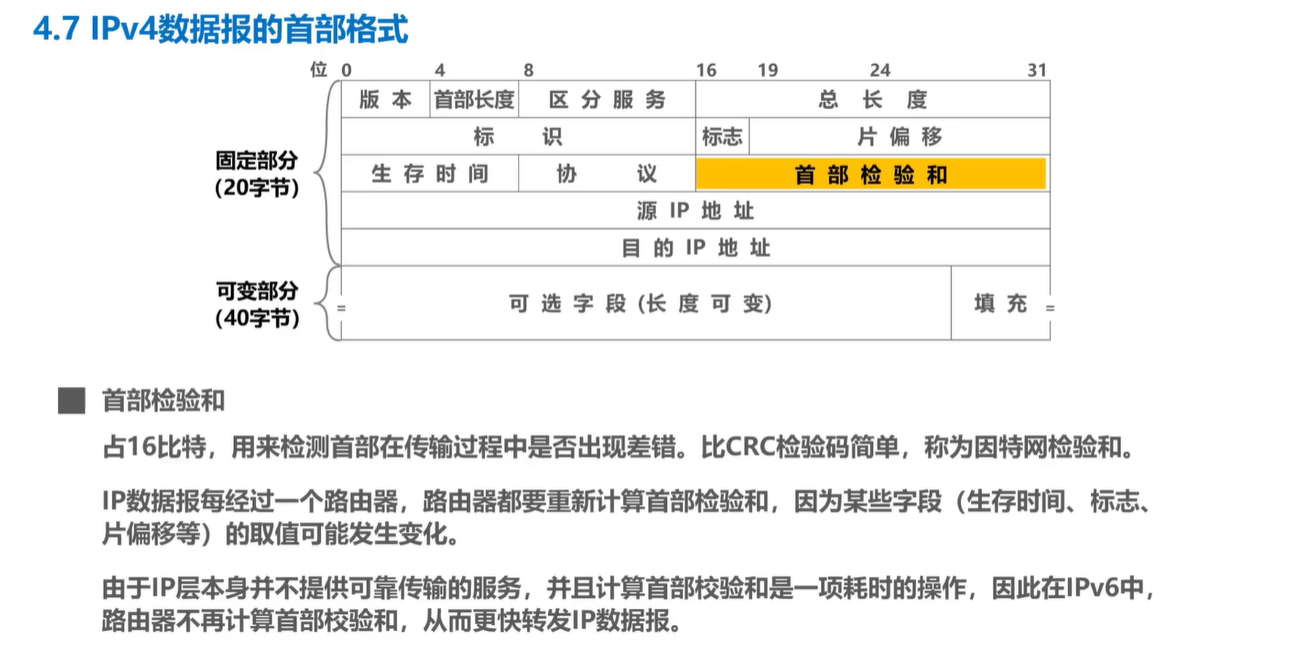 4.7 IPv4数据报的首部格式
位 0 4 8 16 19 24 31
版 本 首部长度 区 分 服 务 总 长 度
标 识 标志 片 偏 移
固定部分
(20字节)
生 存 时 间 协 议 首 部 检 验 和
源 IP 地 址
目 的 IP 地 址
可变部分
(40字节)
可 选 字 段 (长 度 可 变) 填 充
首部检验和
占16比特，用来检测首部在传输过程中是否出现差错。比CRC检验码简单，称为因特网检验和。
IP数据报每经过一个路由器，路由器都要重新计算首部检验和，因为某些字段（生存时间、标志、
片偏移等）的取值可能发生变化。
由于IP层本身并不提供可靠传输的服务，并且计算首部校验和是一项耗时的操作，因此在IPv6中，
路由器不再计算首部校验和，从而更快转发IP数据报。